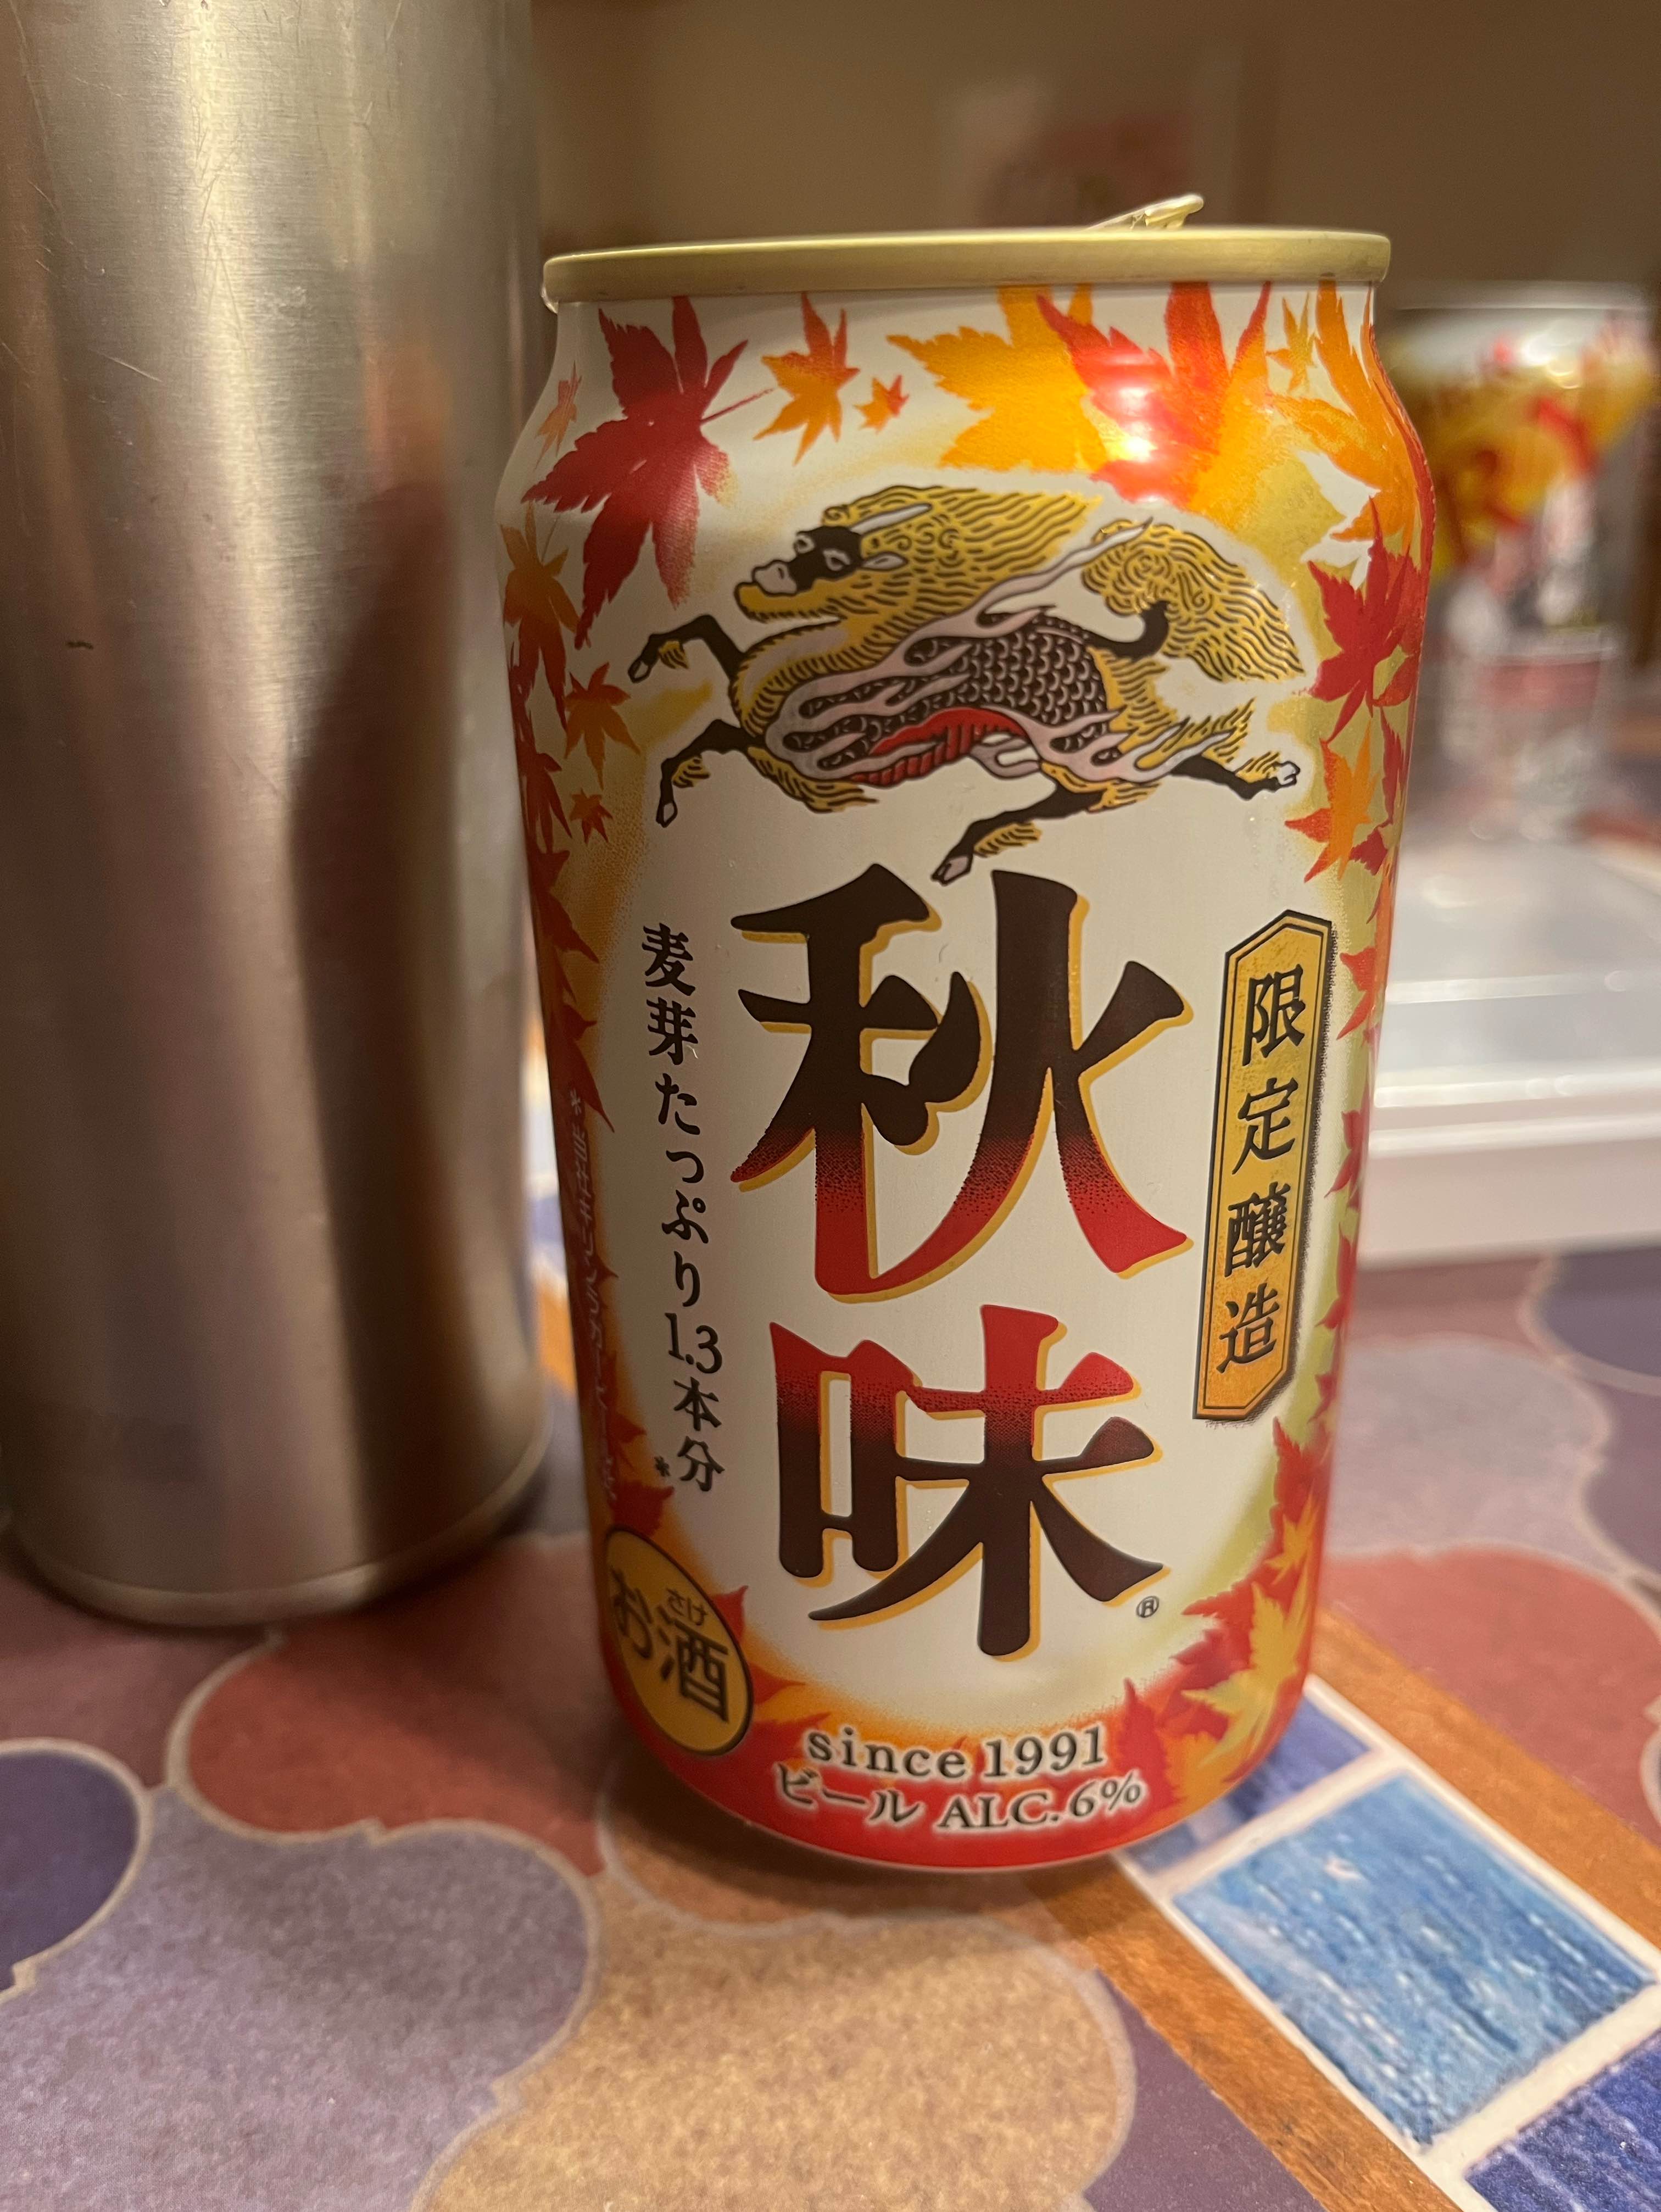 限定醸造
秋味
®
麦芽たっぷり1.3本分
*
お酒
さけ
since 1991
ビール ALC.6%